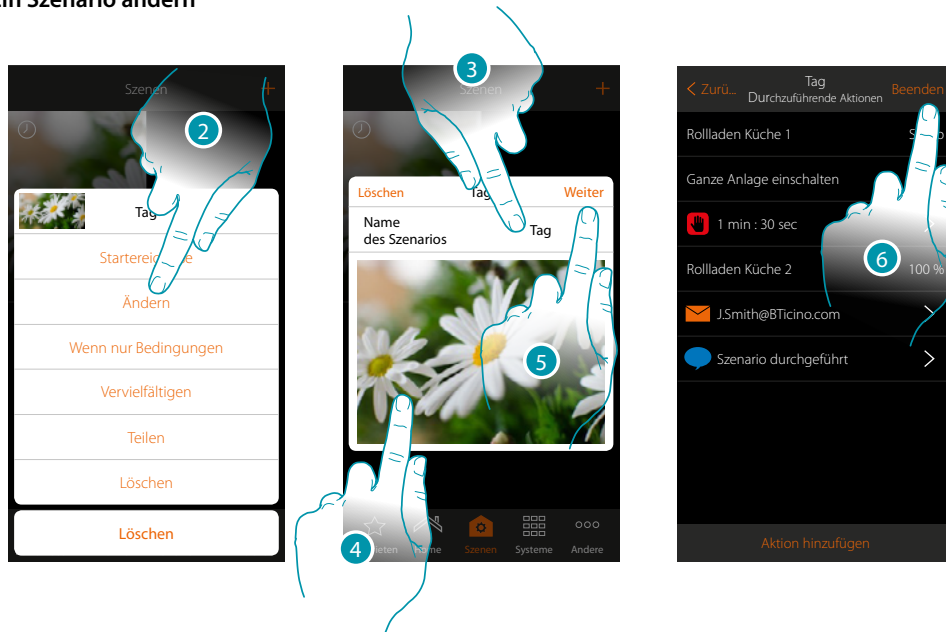 Szenario ändern
3
Szenen
2
Tag
Ändern
Wenn nur Bedingungen
Vervielfältigen
Teilen
Löschen
Löschen
Szenen
Löschen
Tag
Weiter
Name
des Szenarios
Tag
5
4
Home
Szenen
Systeme
Andere
< Zurü...
Tag
Beenden
Durchzuführende Aktionen
Rollladen Küche 1
Ganze Anlage einschalten
1 min : 30 sec
6
Rollladen Küche 2
100 %
J.Smith@BTicino.com
Szenario durchgeführt
Aktion hinzufügen